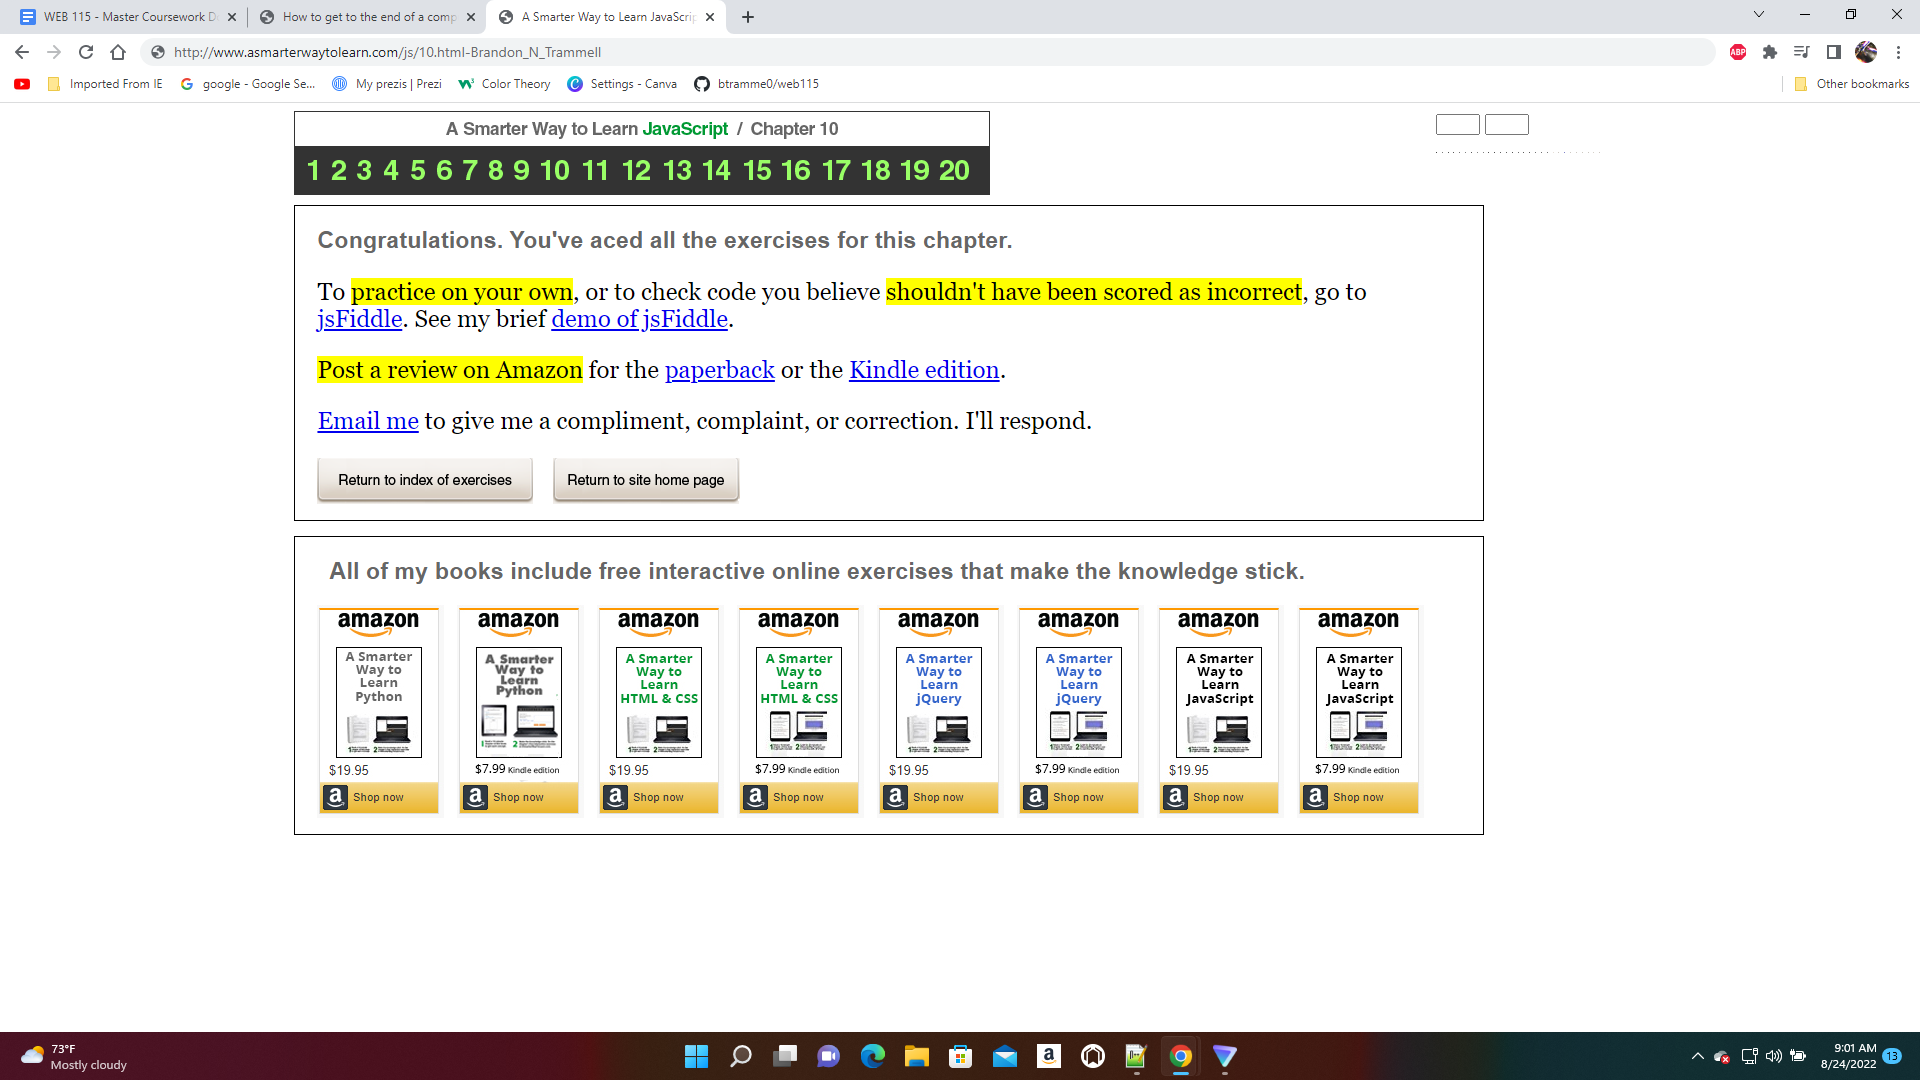 WEB 115 - Master Coursework D
How to get to the end of a comp
A Smarter Way to Learn JavaScrip
http://www.asmarterwaytolearn.com/js/10.html-Brandon_N_Trammell
ABP
Imported From IE
google - Google Se...
My prezis | Prezi
Color Theory
Settings - Canva
btramme0/web115
Other bookmarks
A Smarter Way to Learn JavaScript / Chapter 10
1 2 3 4 5 6 7 8 9 10 11 12 13 14 15 16 17 18 19 20
Congratulations. You've aced all the exercises for this chapter.
To practice on your own, or to check code you believe shouldn't have been scored as incorrect, go to
jsFiddle. See my brief demo of jsFiddle.
Post a review on Amazon for the paperback or the Kindle edition.
Email me to give me a compliment, complaint, or correction. I'll respond.
Return to index of exercises
Return to site home page
All of my books include free interactive online exercises that make the knowledge stick.
amazon
A Smarter
Way to
Learn
Python
$19.95
Shop now
amazon
A Smarter
Way to
Learn
Python
$7.99 Kindle edition
Shop now
amazon
A Smarter
Way to
Learn
HTML & CSS
$19.95
Shop now
amazon
A Smarter
Way to
Learn
HTML & CSS
$7.99 Kindle edition
Shop now
amazon
A Smarter
Way to
Learn
jQuery
$19.95
Shop now
amazon
A Smarter
Way to
Learn
jQuery
$7.99 Kindle edition
Shop now
amazon
A Smarter
Way to
Learn
JavaScript
$19.95
Shop now
amazon
A Smarter
Way to
Learn
JavaScript
$7.99 Kindle edition
Shop now
73°F
Mostly cloudy
9:01 AM
8/24/2022
13